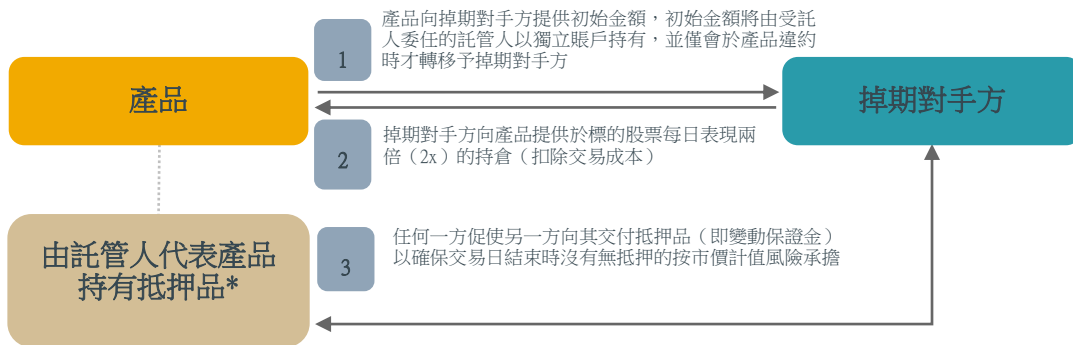 產品向掉期對手方提供初始金額，初始金額將由受託
人委任的託管人以獨立賬戶持有，並僅會於產品違約
時才轉移予掉期對手方
1
產品
掉期對手方
2
掉期對手方向產品提供於標的股票每日表現兩
倍（2x）的持倉（扣除交易成本）
由託管人代表產品
持有抵押品*
3
任何一方促使另一方向其交付抵押品（即變動保證金）
以確保交易日結束時沒有無抵押的按市價計值風險承擔